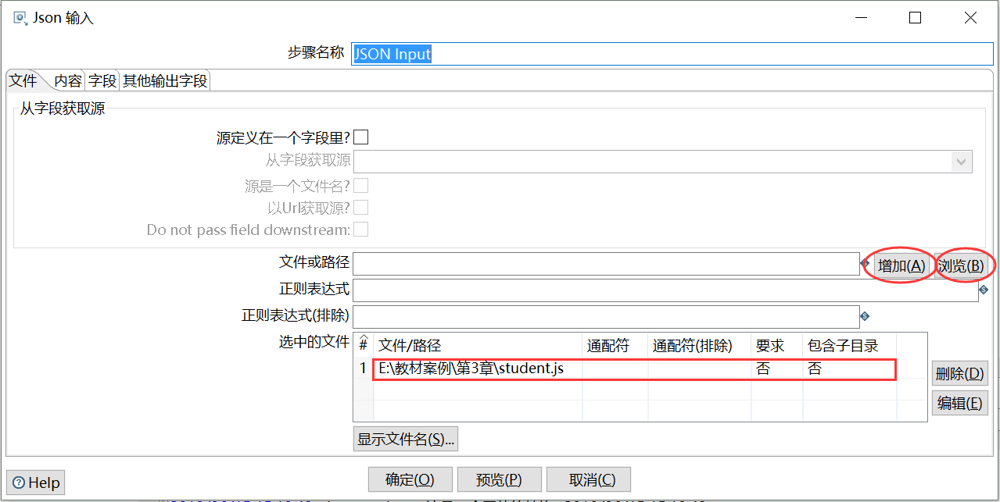 Json 输入
步骤名称 JSON Input
文件 内容 字段 其他输出字段
从字段获取源
源定义在一个字段里?
从字段获取源
源是一个文件名?
以Url获取源?
Do not pass field downstream:
文件或路径 增加(A) 浏览(B)
正则表达式
正则表达式(排除)
选中的文件 # 文件/路径 通配符 通配符(排除) 要求 包含子目录
1 E:\教材案例\第3章\student.js 否 否
删除(D)
编辑(E)
显示文件名(S)...
Help 确定(O) 预览(P) 取消(C)